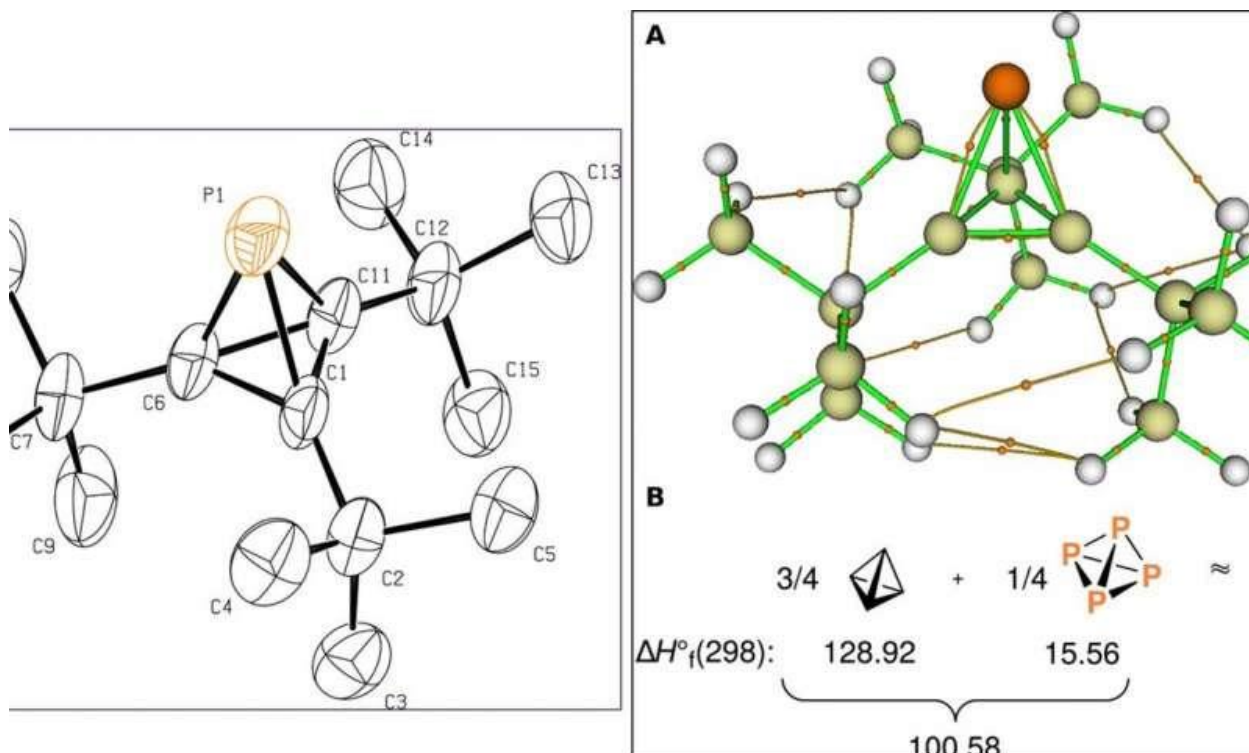 C14
C13
P1
C12
C11
C15
C1
C6
C7
C9
C5
C2
C4
C3
A
B
3/4 + 1/4 P P P P ≈
ΔH°f(298): 128.92 15.56
100.58